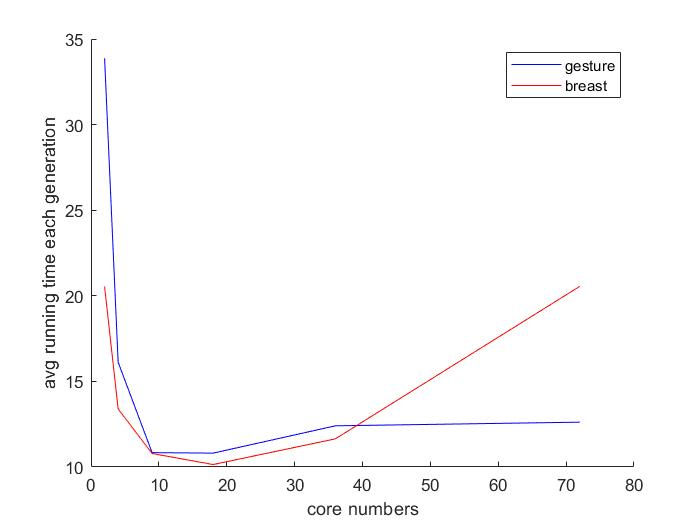 35
30
25
20
15
10
avg running time each generation
gesture
breast
0 10 20 30 40 50 60 70 80
core numbers